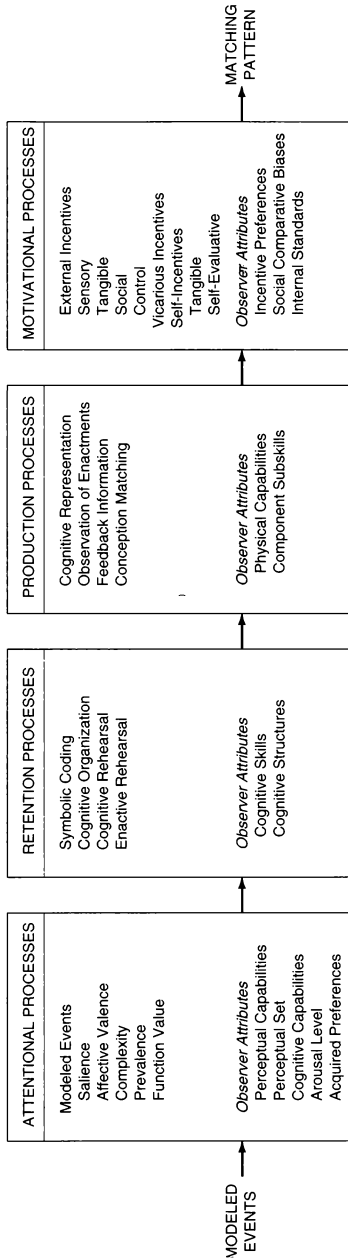 MODELED
EVENTS
ATTENTIONAL PROCESSES
Modeled Events
Salience
Affective Valence
Complexity
Prevalence
Function Value
Observer Attributes
Perceptual Capabilities
Perceptual Set
Cognitive Capabilities
Arousal Level
Acquired Preferences
RETENTION PROCESSES
Symbolic Coding
Cognitive Organization
Cognitive Rehearsal
Enactive Rehearsal
Observer Attributes
Cognitive Skills
Cognitive Structures
PRODUCTION PROCESSES
Cognitive Representation
Observation of Enactments
Feedback Information
Conception Matching
Observer Attributes
Physical Capabilities
Component Subskills
MOTIVATIONAL PROCESSES
External Incentives
Sensory
Tangible
Social
Control
Vicarious Incentives
Self-Incentives
Tangible
Self-Evaluative
Observer Attributes
Incentive Preferences
Social Comparative Biases
Internal Standards
MATCHING
PATTERN